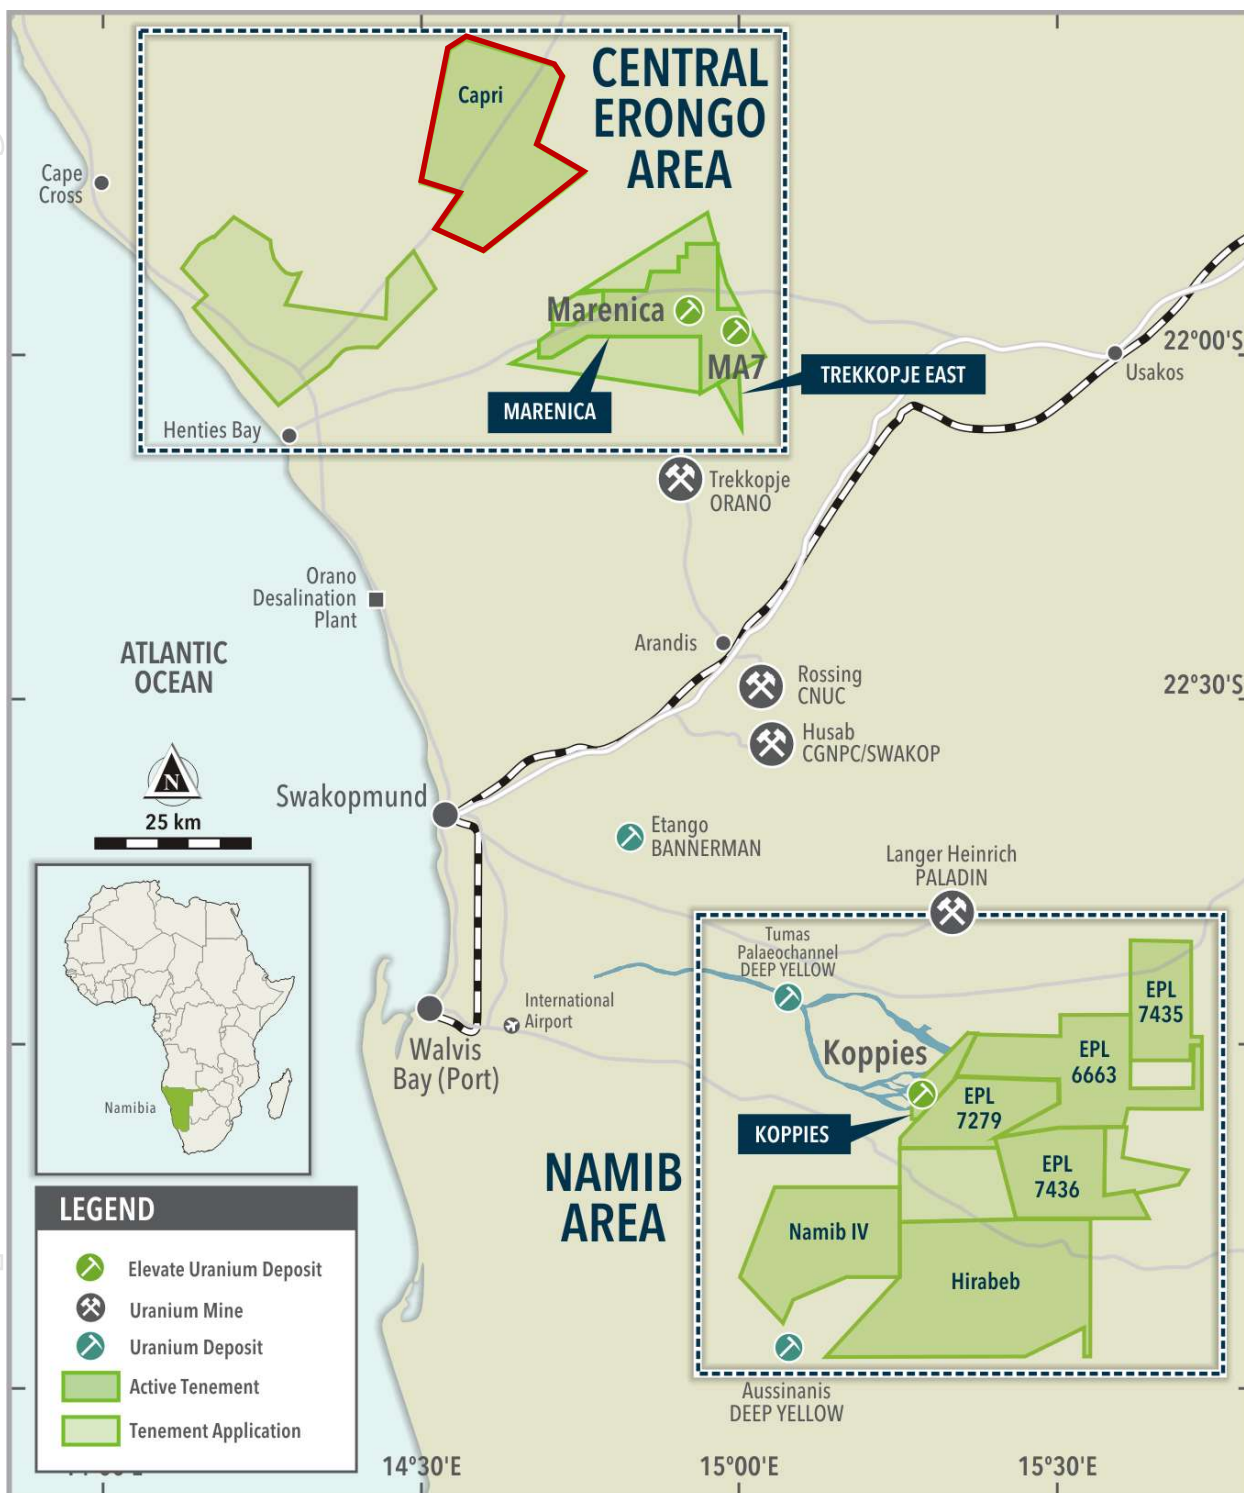 CENTRAL
ERONGO
AREA
Capri
Cape
Cross
Marenica
MA7
TREKKOPJE EAST
MARENICA
Henties Bay
22°00'S
Usakos
Trekkopje
ORANO
Orano
Desalination
Plant
Arandis
ATLANTIC
OCEAN
Rossing
CNUC
22°30'S
Husab
CGNPC/SWAKOP
N
25 km
Swakopmund
Etango
BANNERMAN
Langer Heinrich
PALADIN
Tumas
Palaeochannel
DEEP YELLOW
International
Airport
Walvis
Bay (Port)
Koppies
EPL
7435
EPL
6663
EPL
7279
KOPPIES
EPL
7436
Namibia
NAMIB
AREA
Namib IV
Hirabeb
Aussinanis
DEEP YELLOW
LEGEND
Elevate Uranium Deposit
Uranium Mine
Uranium Deposit
Active Tenement
Tenement Application
14°30'E
15°00'E
15°30'E